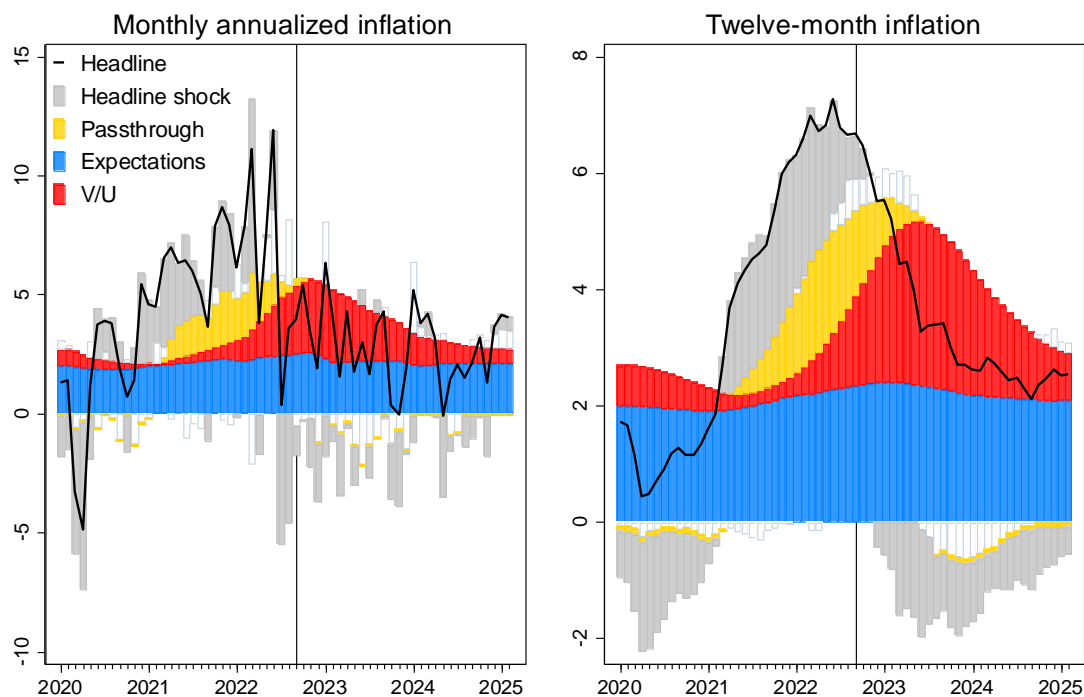 Monthly annualized inflation
15
10
5
0
-5
-10
Headline
Headline shock
Passthrough
Expectations
V/U
2020 2021 2022 2023 2024 2025
Twelve-month inflation
8
6
4
2
0
-2
2020 2021 2022 2023 2024 2025